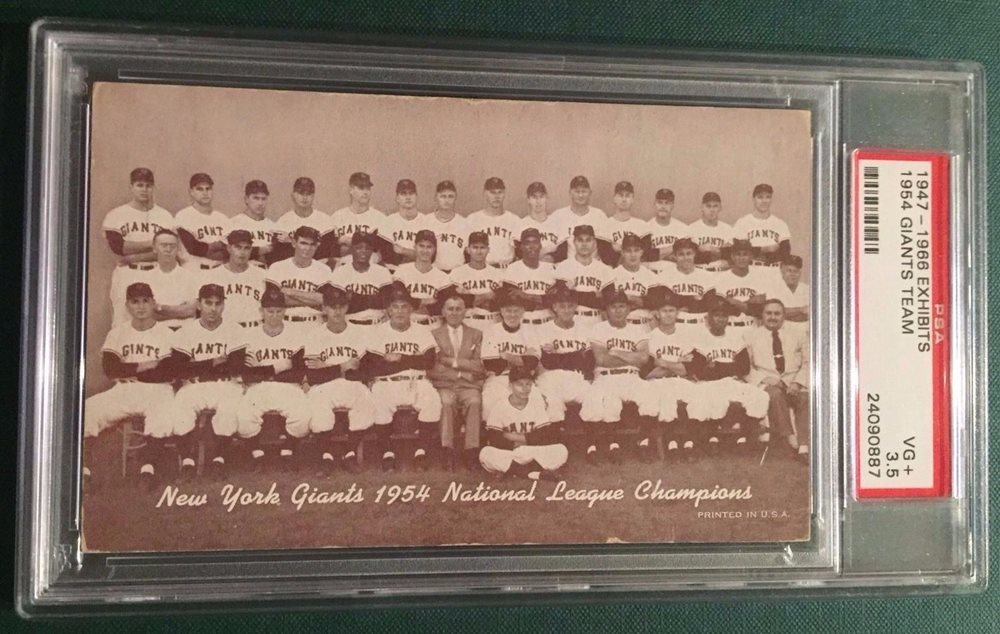 GIANTS
New York Giants 1954 National League Champions
PRINTED IN U.S.A.
PSA
1947-1966 EXHIBITS
1954 GIANTS TEAM
VG+
3.5
24090887